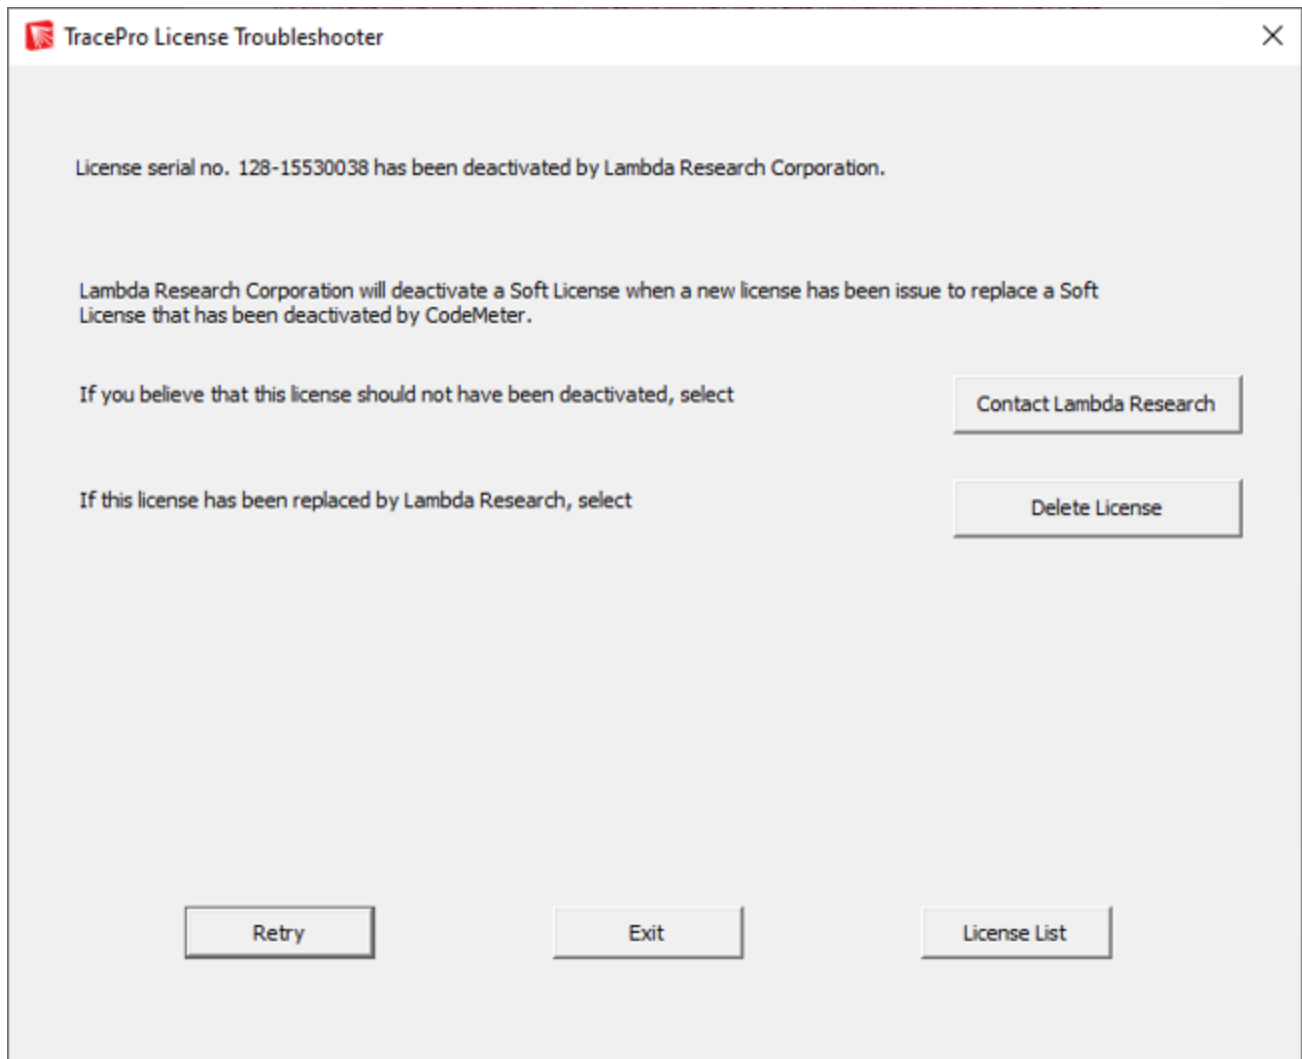 TracePro License Troubleshooter
License serial no. 128-15530038 has been deactivated by Lambda Research Corporation.
Lambda Research Corporation will deactivate a Soft License when a new license has been issue to replace a Soft
License that has been deactivated by CodeMeter.
If you believe that this license should not have been deactivated, select
Contact Lambda Research
If this license has been replaced by Lambda Research, select
Delete License
Retry
Exit
License List